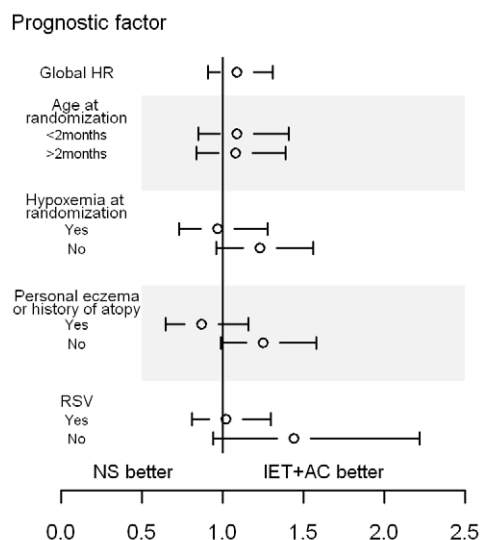 Prognostic factor
Global HR
Age at
randomization
<2months
>2months
Hypoxemia at
randomization
Yes
No
Personal eczema
or history of atopy
Yes
No
RSV
Yes
No
NS better IET+AC better
0.0 0.5 1.0 1.5 2.0 2.5